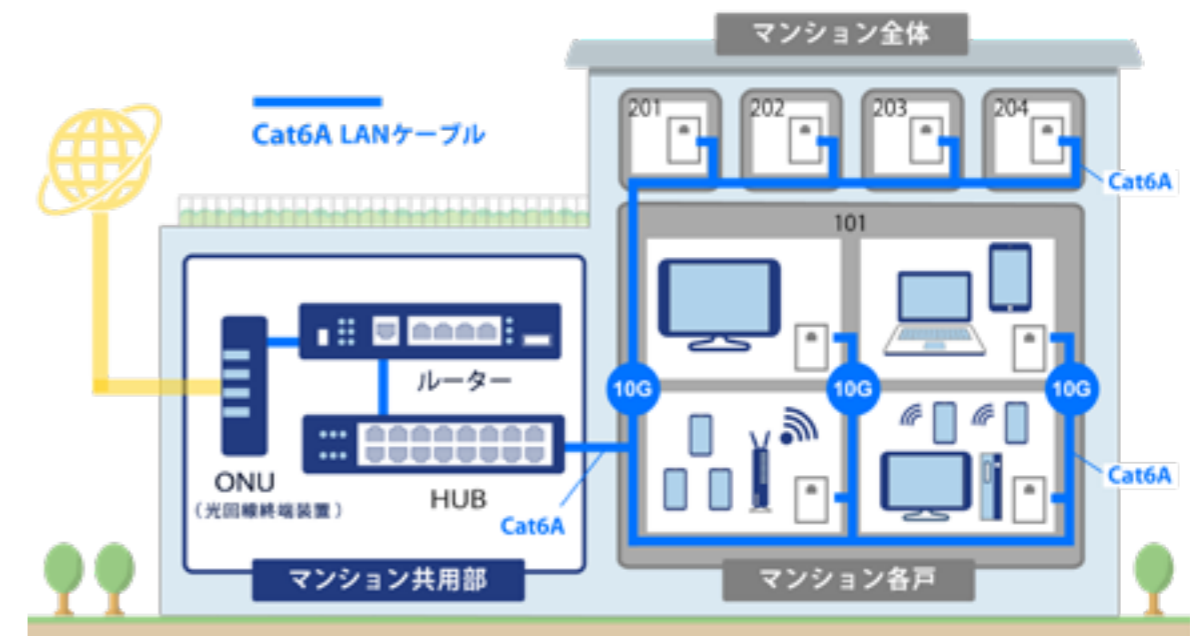 マンション全体
Cat6A LANケーブル
201
202
203
204
Cat6A
101
ルーター
10G
10G
10G
ONU
（光回線終端装置）
HUB
Cat6A
Cat6A
マンション共用部
マンション各戸